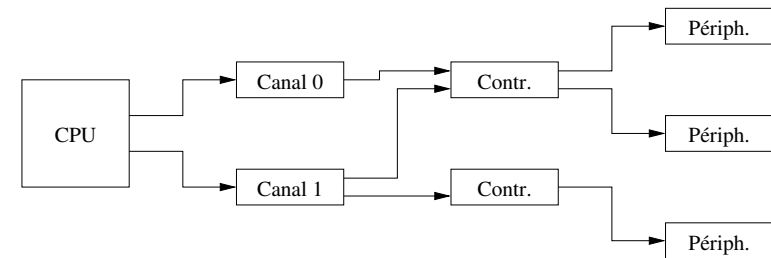 Périph.
Canal 0
Contr.
CPU
Périph.
Canal 1
Contr.
Périph.